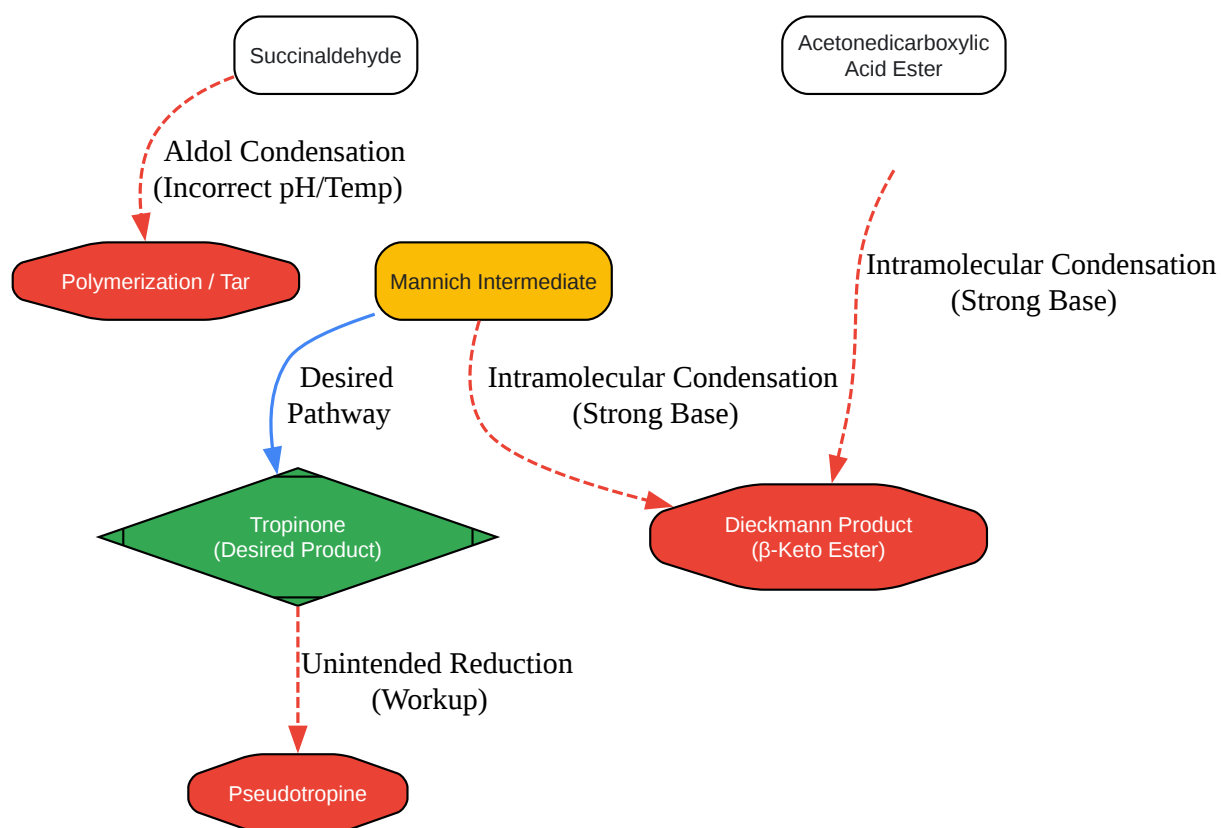 Succinaldehyde
Acetonedicarboxylic
Acid Ester
Aldol Condensation
(Incorrect pH/Temp)
Polymerization / Tar
Mannich Intermediate
Intramolecular Condensation
(Strong Base)
Desired
Pathway
Intramolecular Condensation
(Strong Base)
Tropinone
(Desired Product)
Dieckmann Product
(β-Keto Ester)
Unintended Reduction
(Workup)
Pseudotropine